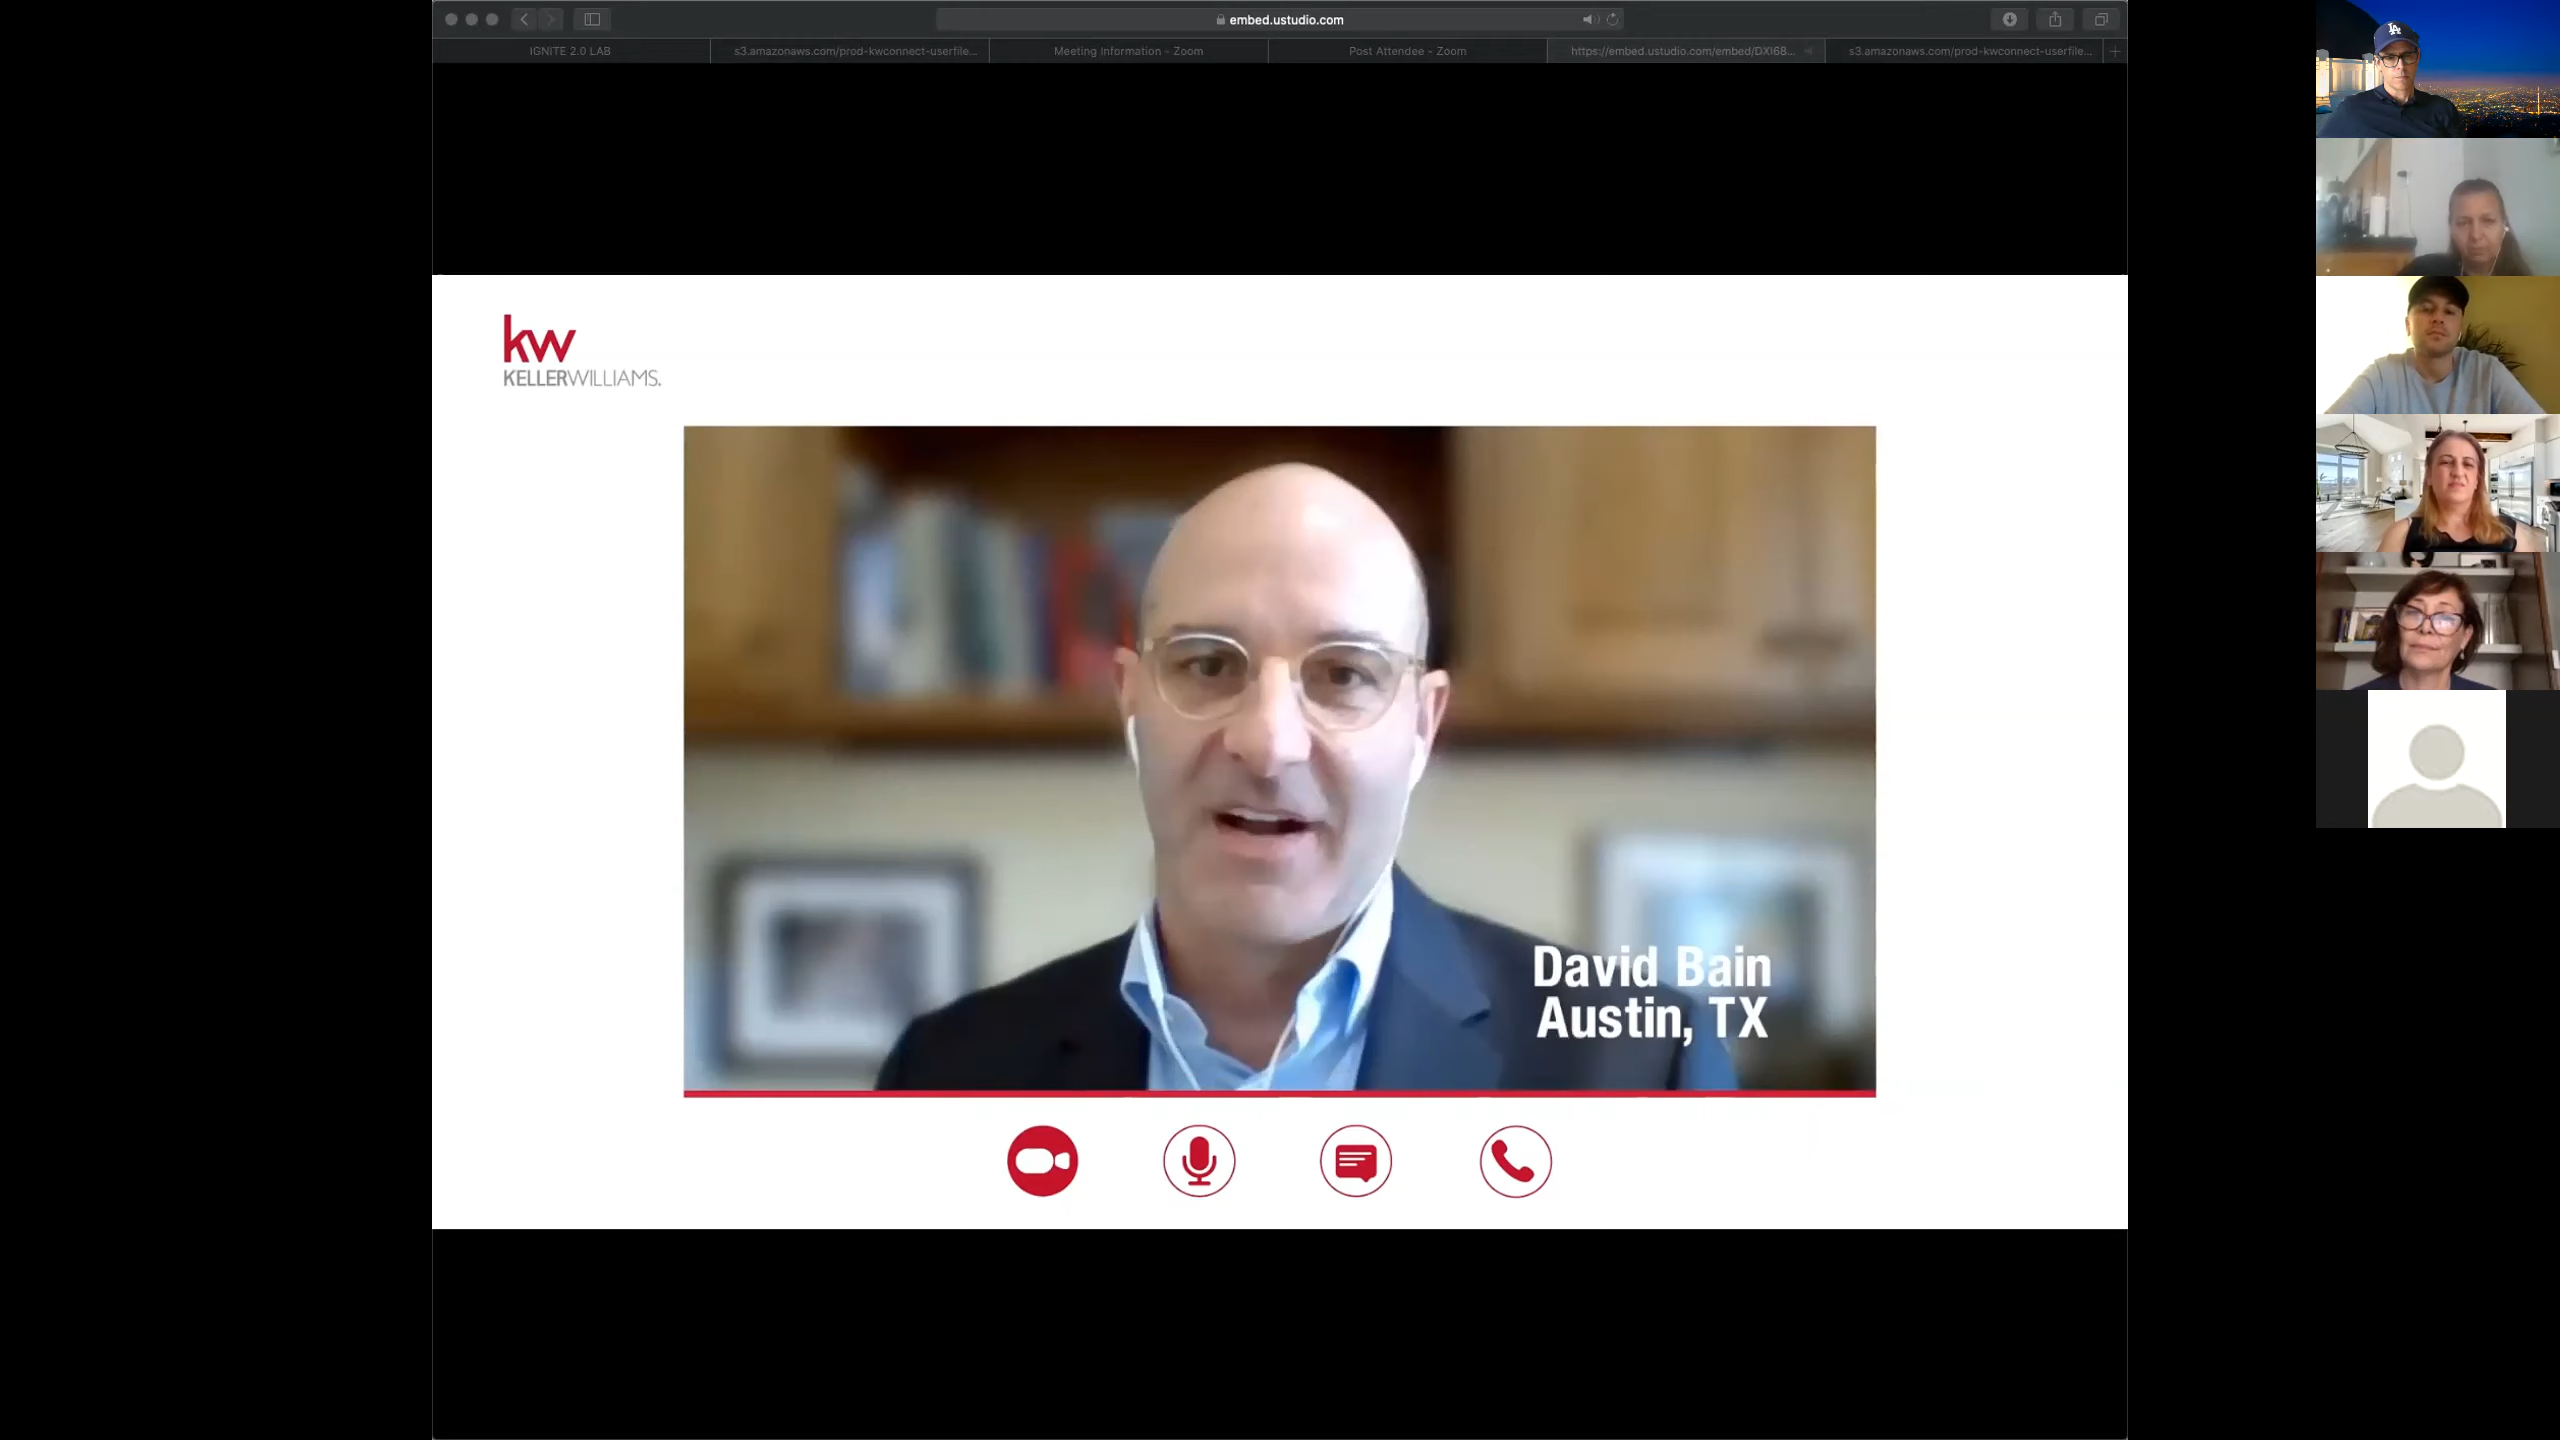 embed.ustudio.com
IGNITE 2.0 LAB
s3.amazonaws.com/prod-kwconnect-userfile...
Meeting Information - Zoom
Post Attendee - Zoom
https://embed.ustudio.com/embed/DXI68...
s3.amazonaws.com/prod-kwconnect-userfile...
LA
kw
KELLERWILLIAMS.
David Bain
Austin, TX